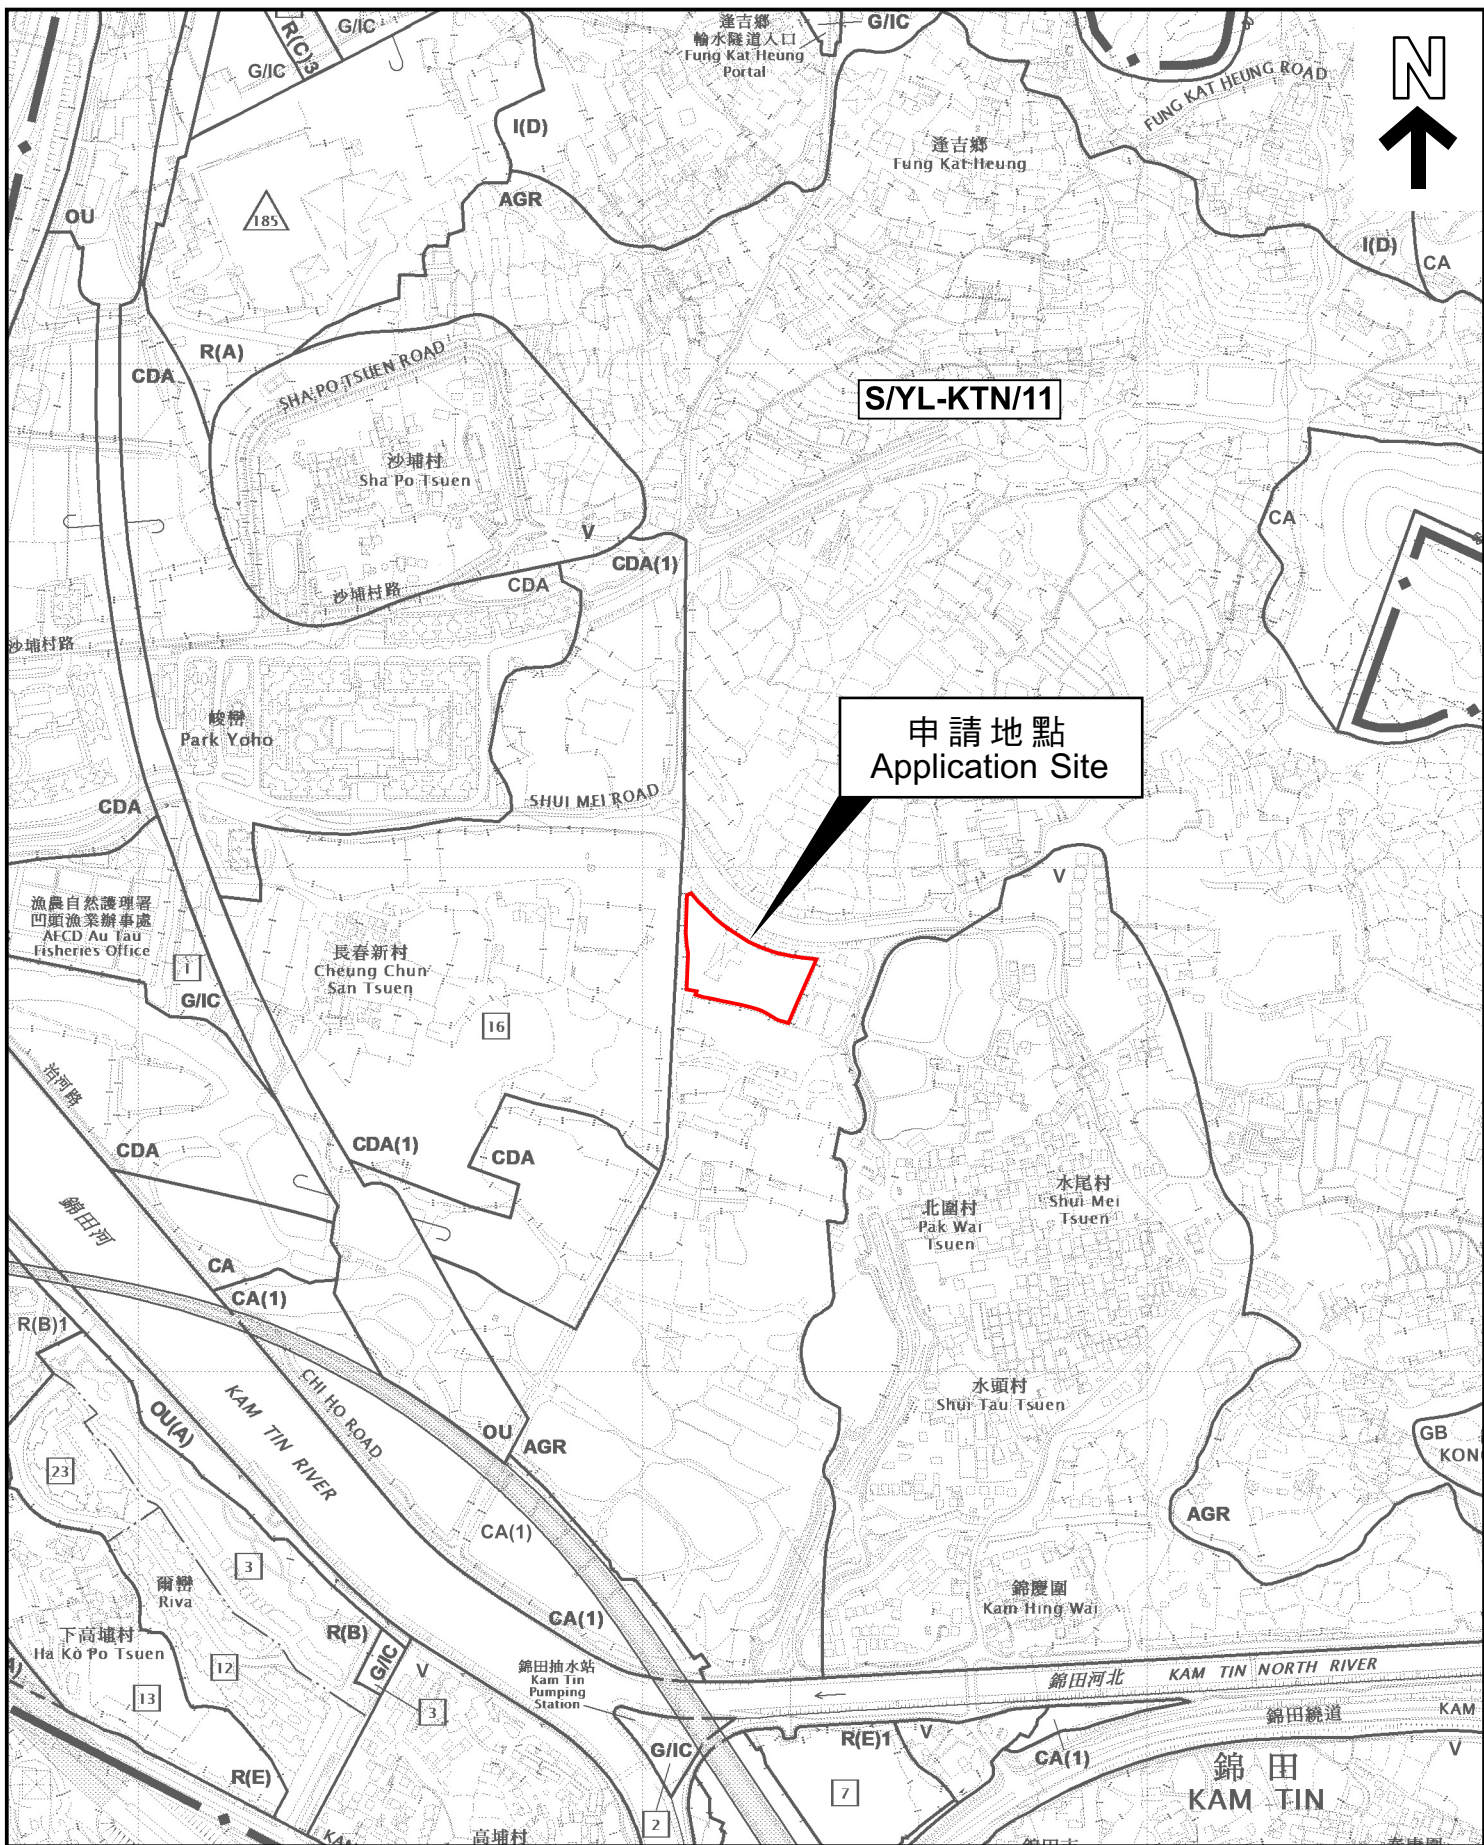 R(C)3
G/IC
G/IC
逢吉鄉
輸水隧道入口
Fung Kat Heung
Portal
G/IC
FUNG KAT HEUNG ROAD
N
I(D)
逢吉鄉
Fung Kat Heung
OU
185
AGR
I(D)
CA
R(A)
CDA
SHA PO TSUEN ROAD
S/YL-KTN/11
沙埔村
Sha Po Tsuen
V
CA
CDA(1)
沙埔村路
CDA
沙埔村路
峻巒
Park Yoho
申請地點
Application Site
CDA
SHUI MEI ROAD
V
漁農自然護理署
凹頭漁業辦事處
AFCD Au Tau
Fisheries Office
1
G/IC
長春新村
Cheung Chun
San Tsuen
16
治河路
CDA
CDA(1)
CDA
錦田河
北圍村
Pak Wai
Tsuen
水尾村
Shui Mei
Tsuen
CA
CA(1)
R(B)1
CHI HO ROAD
KAM TIN RIVER
水頭村
Shui Tau Tsuen
OU(A)
OU
AGR
GB
KON
23
AGR
CA(1)
3
爾巒
Riva
錦慶圍
Kam Hing Wai
CA(1)
下高埔村
Ha Ko Po Tsuen
R(B)
G/IC
V
12
13
3
錦田抽水站
Kam Tin
Pumping
Station
錦田河北
KAM TIN NORTH RIVER
錦田繞道
KAM
G/IC
R(E)1
V
CA(1)
V
R(E)
7
錦田
KAM TIN
2
KAM
高埔村